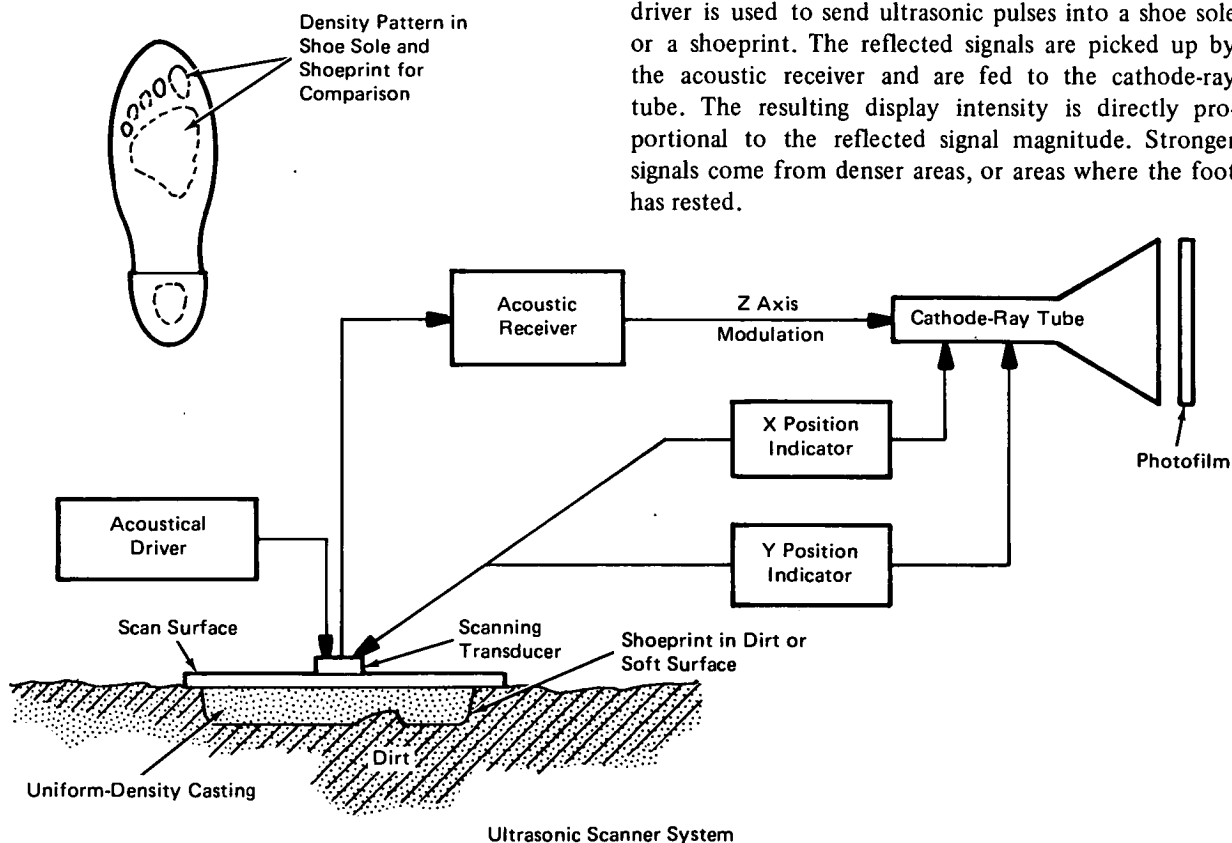 Density Pattern in
Shoe Sole and
Shoeprint for
Comparison
driver is used to send ultrasonic pulses into a shoe sole
or a shoeprint. The reflected signals are picked up by
the acoustic receiver and are fed to the cathode-ray
tube. The resulting display intensity is directly pro-
portional to the reflected signal magnitude. Stronger
signals come from denser areas, or areas where the foot
has rested.
Acoustic
Receiver
Z Axis
Modulation
Cathode-Ray Tube
X Position
Indicator
Photofilm
Acoustical
Driver
Y Position
Indicator
Scan Surface
Scanning
Transducer
Shoeprint in Dirt or
Soft Surface
Dirt
Uniform-Density Casting
Ultrasonic Scanner System